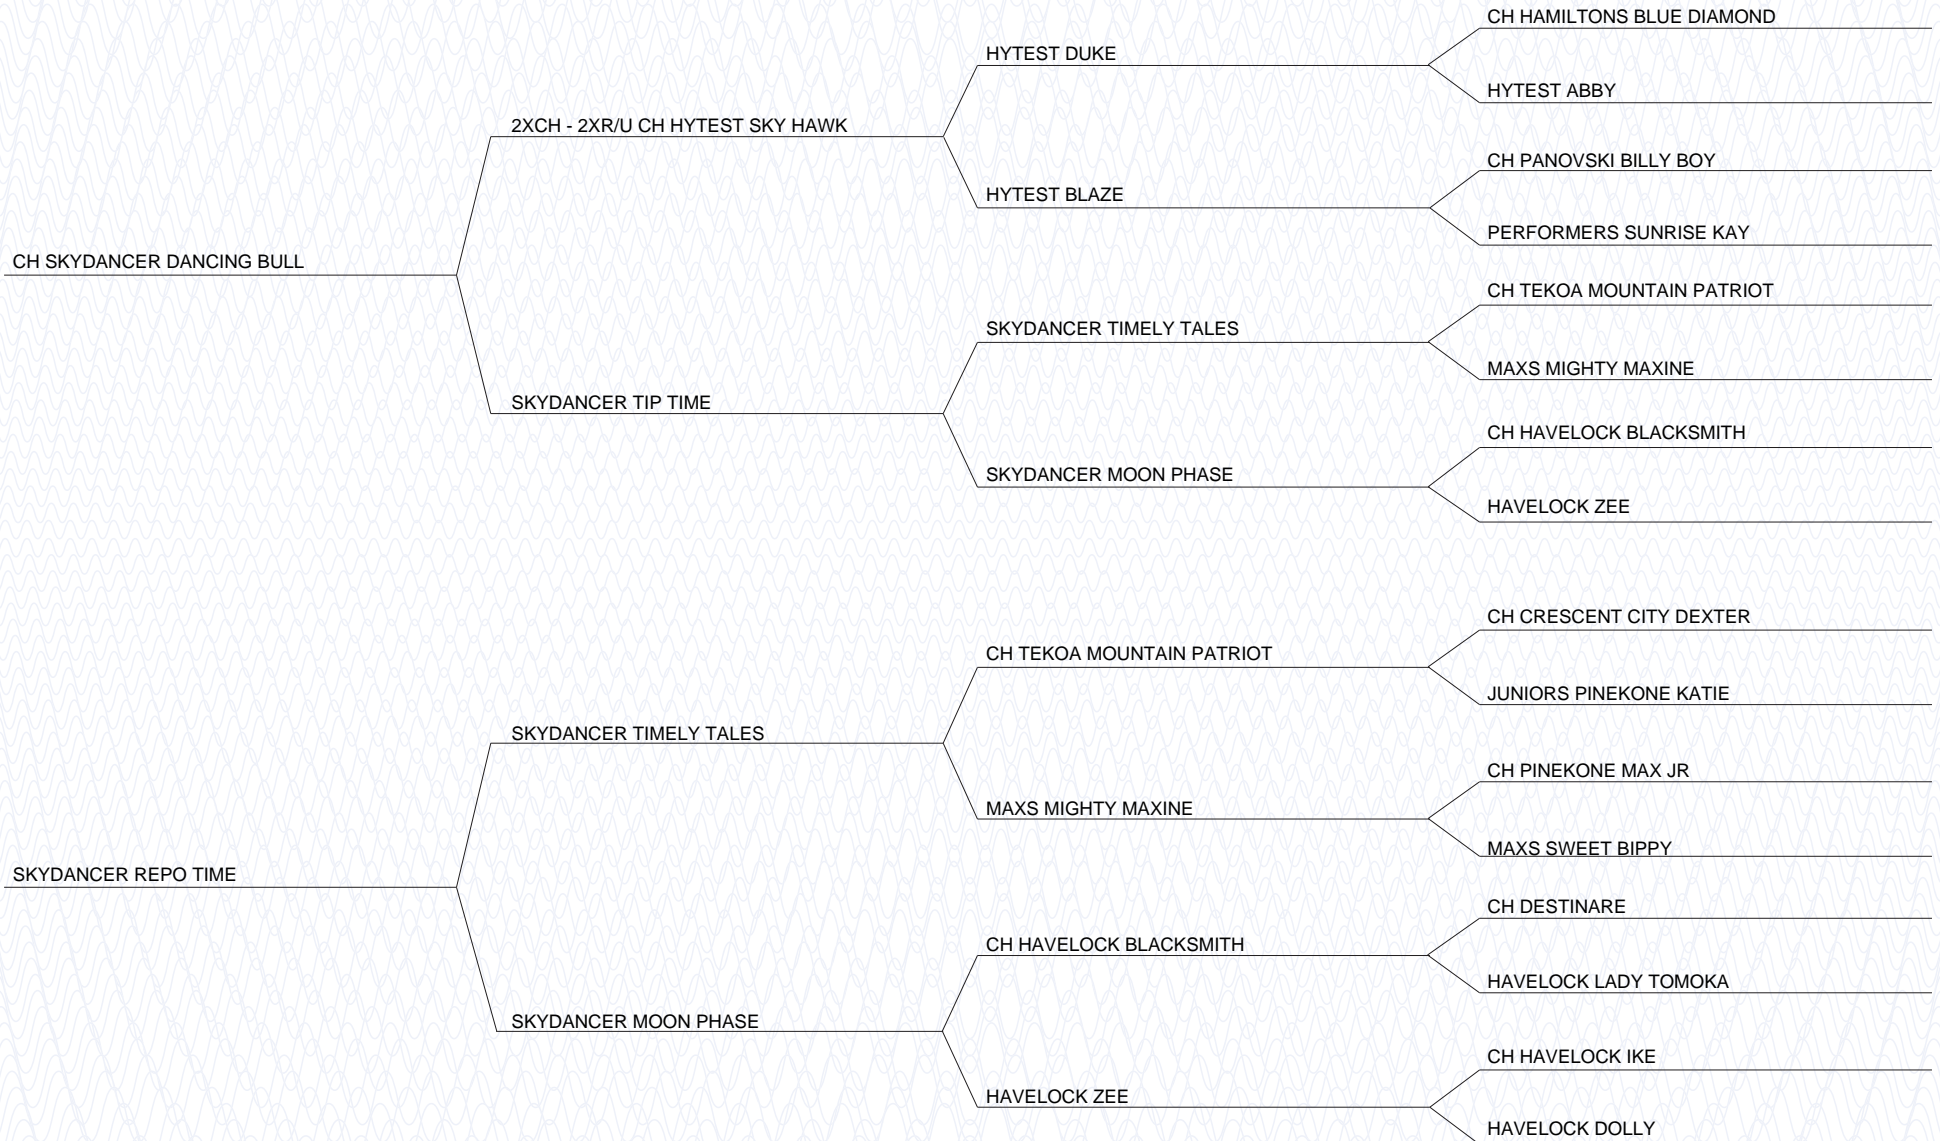 CH HAMILTONS BLUE DIAMOND
HYTEST DUKE
HYTEST ABBY
2XCH - 2XR/U CH HYTEST SKY HAWK
CH PANOVSKI BILLY BOY
HYTEST BLAZE
PERFORMERS SUNRISE KAY
CH SKYDANCER DANCING BULL
CH TEKOA MOUNTAIN PATRIOT
SKYDANCER TIMELY TALES
MAXS MIGHTY MAXINE
SKYDANCER TIP TIME
CH HAVELOCK BLACKSMITH
SKYDANCER MOON PHASE
HAVELOCK ZEE
CH CRESCENT CITY DEXTER
CH TEKOA MOUNTAIN PATRIOT
JUNIORS PINEKONE KATIE
SKYDANCER TIMELY TALES
CH PINEKONE MAX JR
MAXS MIGHTY MAXINE
MAXS SWEET BIPPY
SKYDANCER REPO TIME
CH DESTINARE
CH HAVELOCK BLACKSMITH
HAVELOCK LADY TOMOKA
SKYDANCER MOON PHASE
CH HAVELOCK IKE
HAVELOCK ZEE
HAVELOCK DOLLY